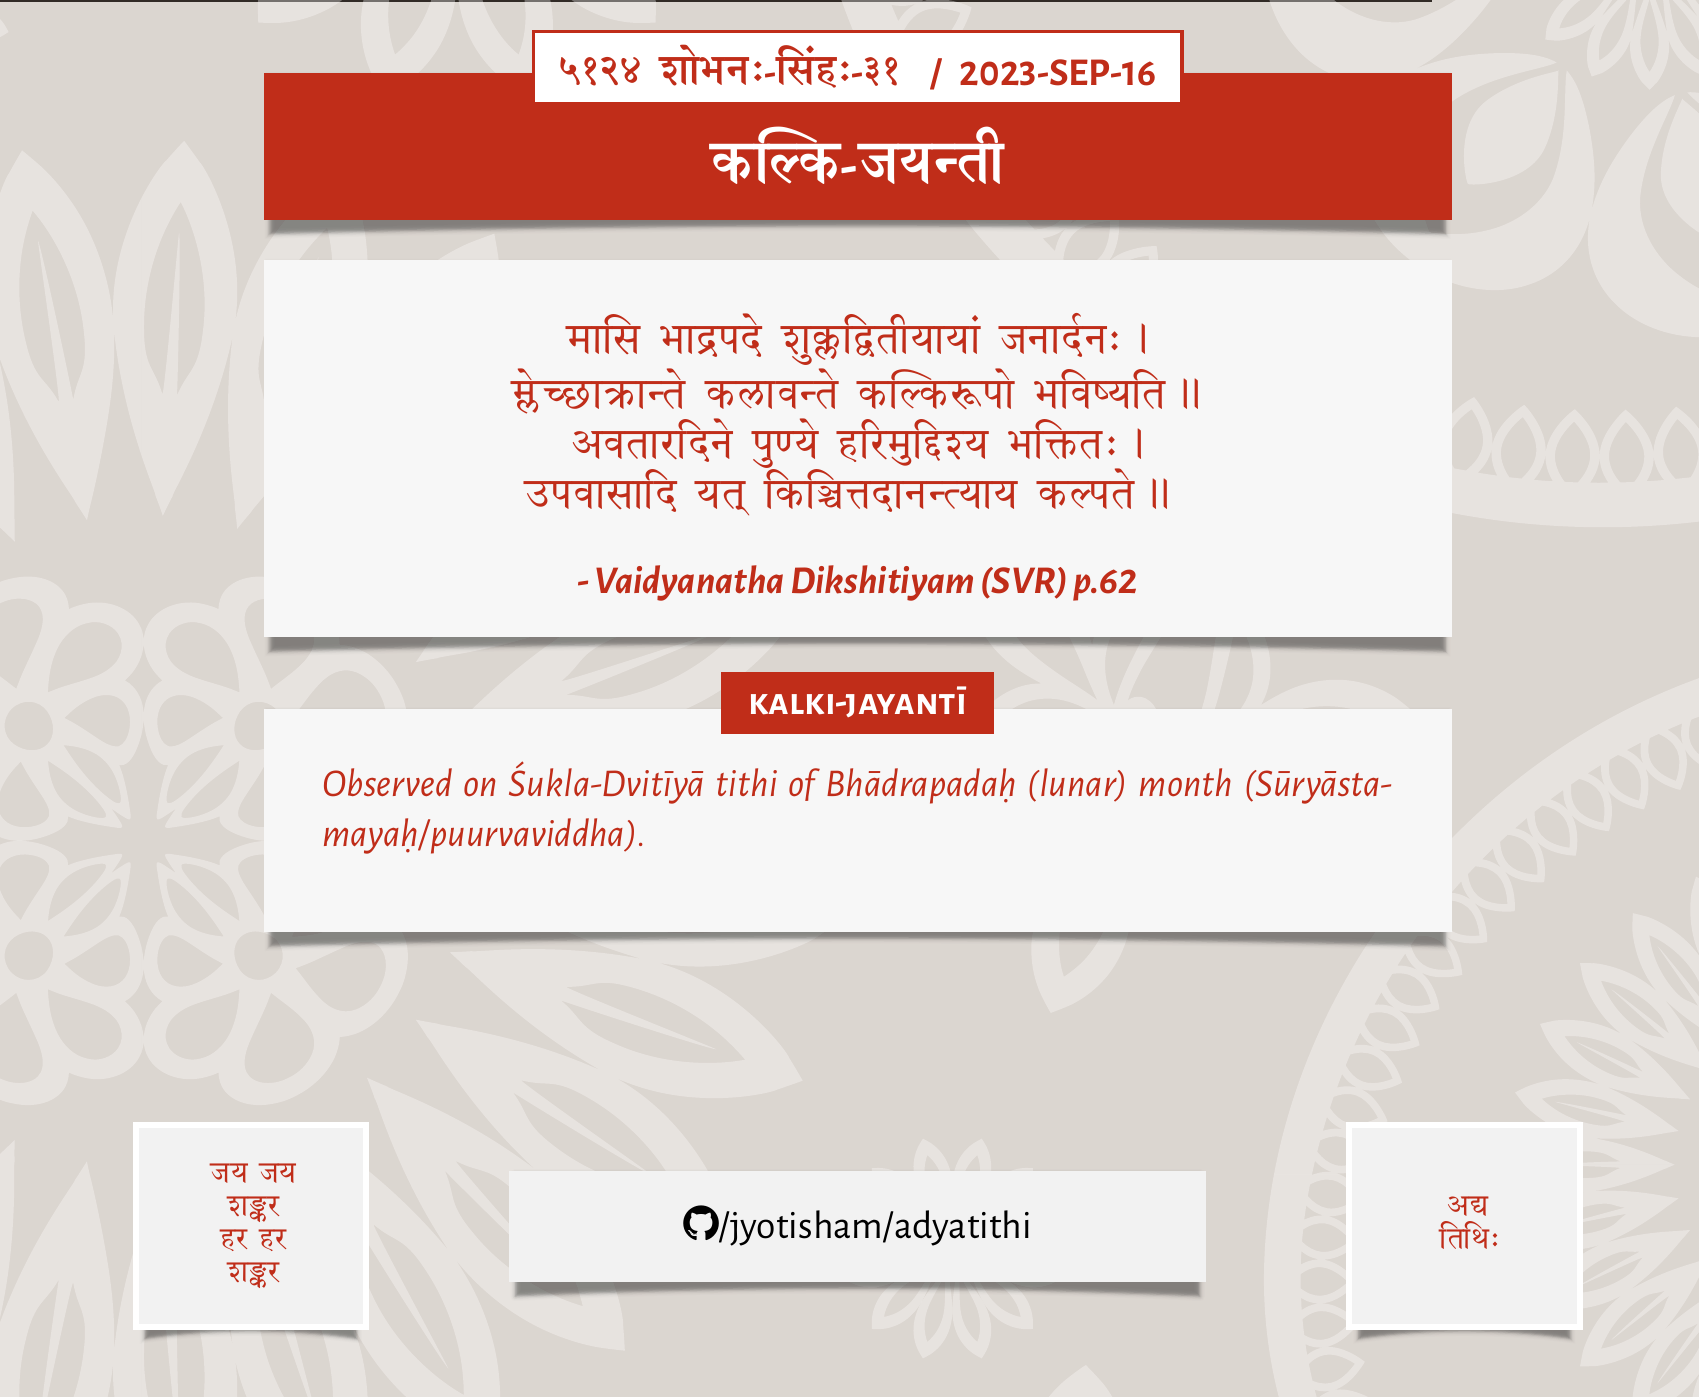 ५१२४ शोभनः-सिंहः-३१ / 2023-SEP-16
कल्कि-जयन्ती
मासि भाद्रपदे शुक्लद्वितीयायां जनार्दनः ।
म्लेच्छाक्रान्ते कलावन्ते कल्किरूपो भविष्यति ॥
अवतारदिने पुण्ये हरिमुद्दिश्य भक्तितः ।
उपवासादि यत् किञ्चित्तदानन्त्याय कल्पते ॥
- Vaidyanatha Dikshitiyam (SVR) p.62
KALKI-JAYANTĪ
Observed on Śukla-Dvitīyā tithi of Bhādrapadaḥ (lunar) month (Sūryāsta-
mayaḥ/puurvaviddha).
जय जय
शङ्कर
हर हर
शङ्कर
/jyotisham/adyatithi
अद्य
तिथिः